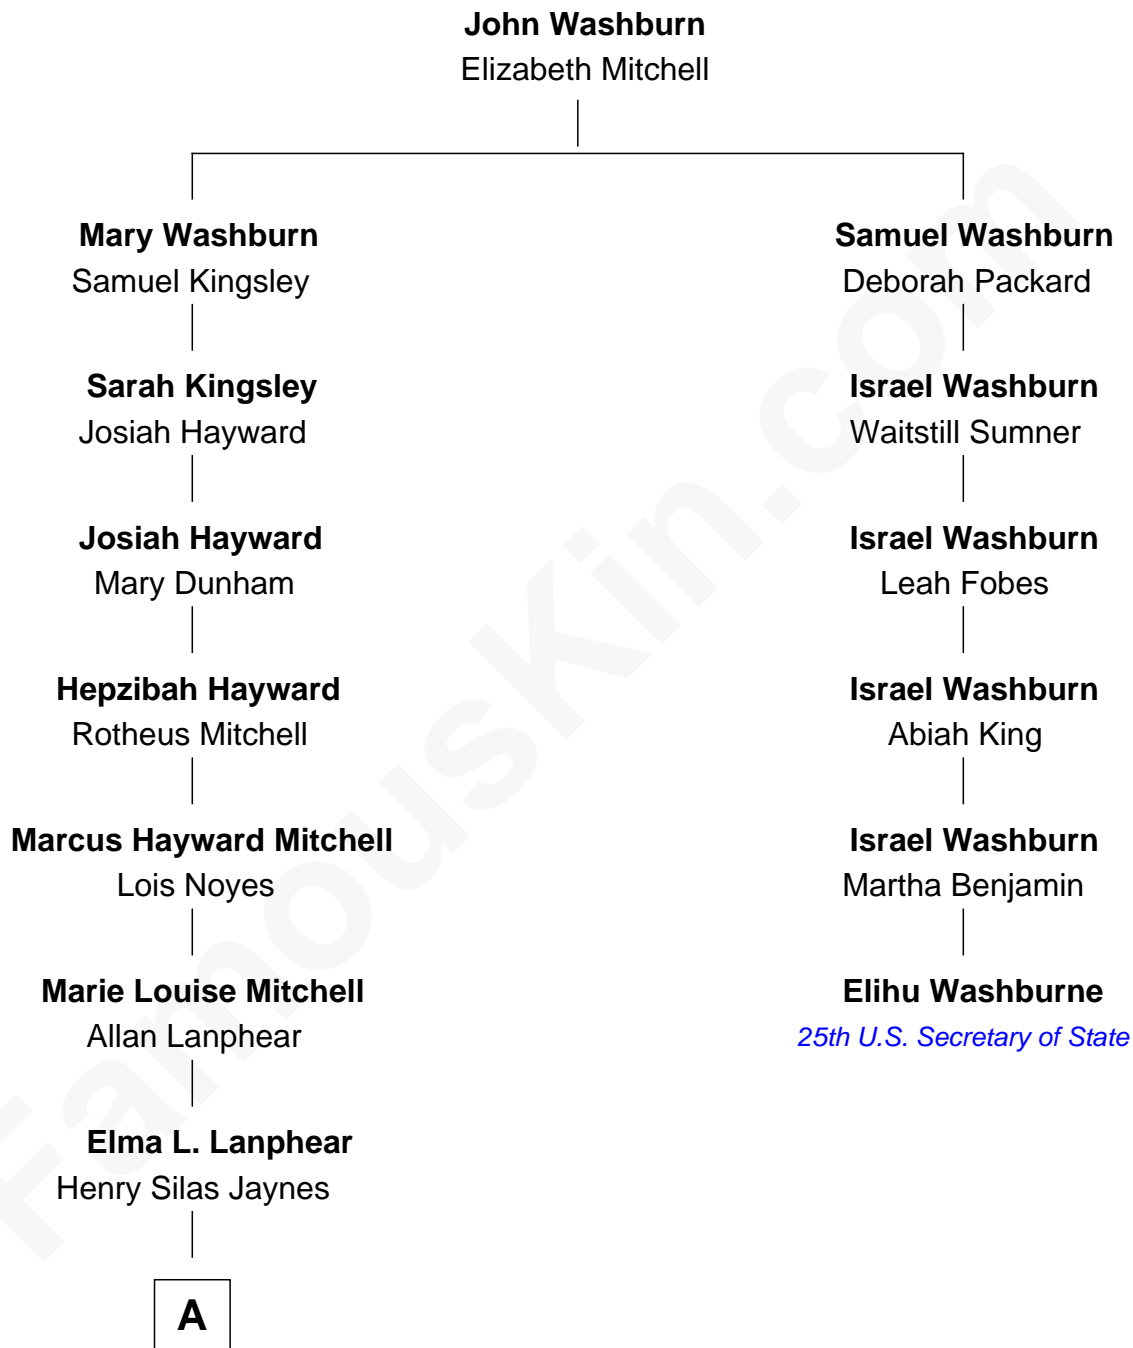 John Washburn
Elizabeth Mitchell
Mary Washburn
Samuel Kingsley
Samuel Washburn
Deborah Packard
Sarah Kingsley
Josiah Hayward
Israel Washburn
Waitstill Sumner
Josiah Hayward
Mary Dunham
Israel Washburn
Leah Fobes
Hepzibah Hayward
Rotheus Mitchell
Israel Washburn
Abiah King
Marcus Hayward Mitchell
Lois Noyes
Israel Washburn
Martha Benjamin
Marie Louise Mitchell
Allan Lanphear
Elihu Washburne
25th U.S. Secretary of State
Elma L. Lanphear
Henry Silas Jaynes
A
FamousKin.com